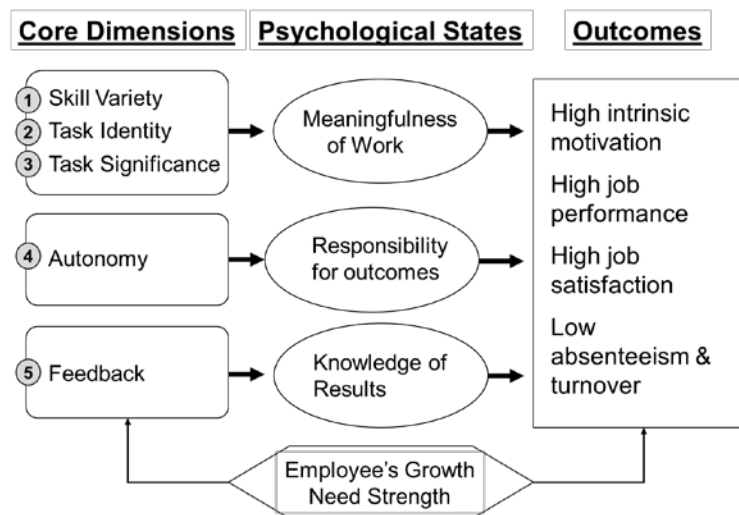 Core Dimensions
Psychological States
Outcomes
1 Skill Variety
2 Task Identity
3 Task Significance
Meaningfulness
of Work
High intrinsic
motivation
High job
performance
4 Autonomy
Responsibility
for outcomes
High job
satisfaction
5 Feedback
Knowledge of
Results
Low
absenteeism &
turnover
Employee's Growth
Need Strength